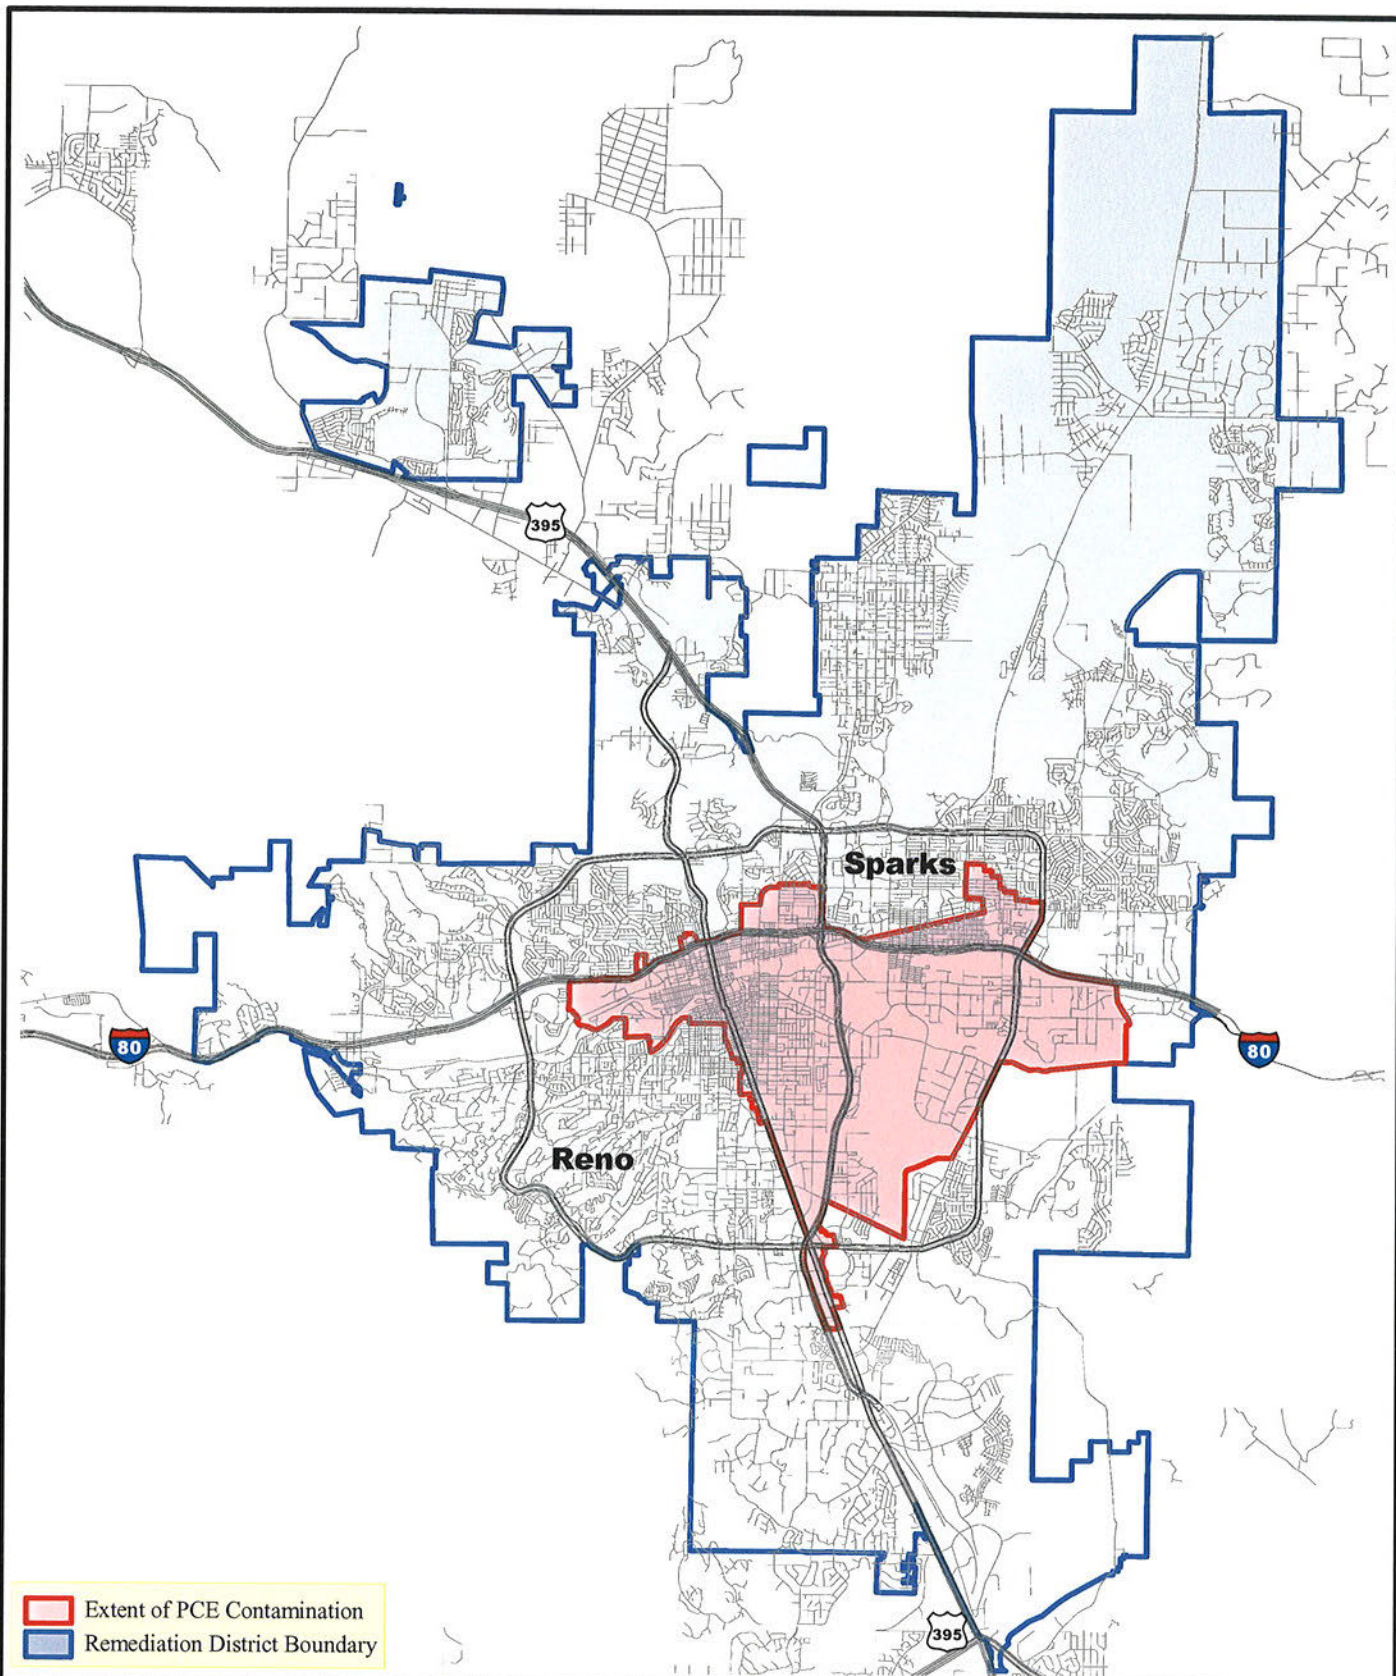 395
Sparks
80
80
Reno
395
Extent of PCE Contamination
Remediation District Boundary